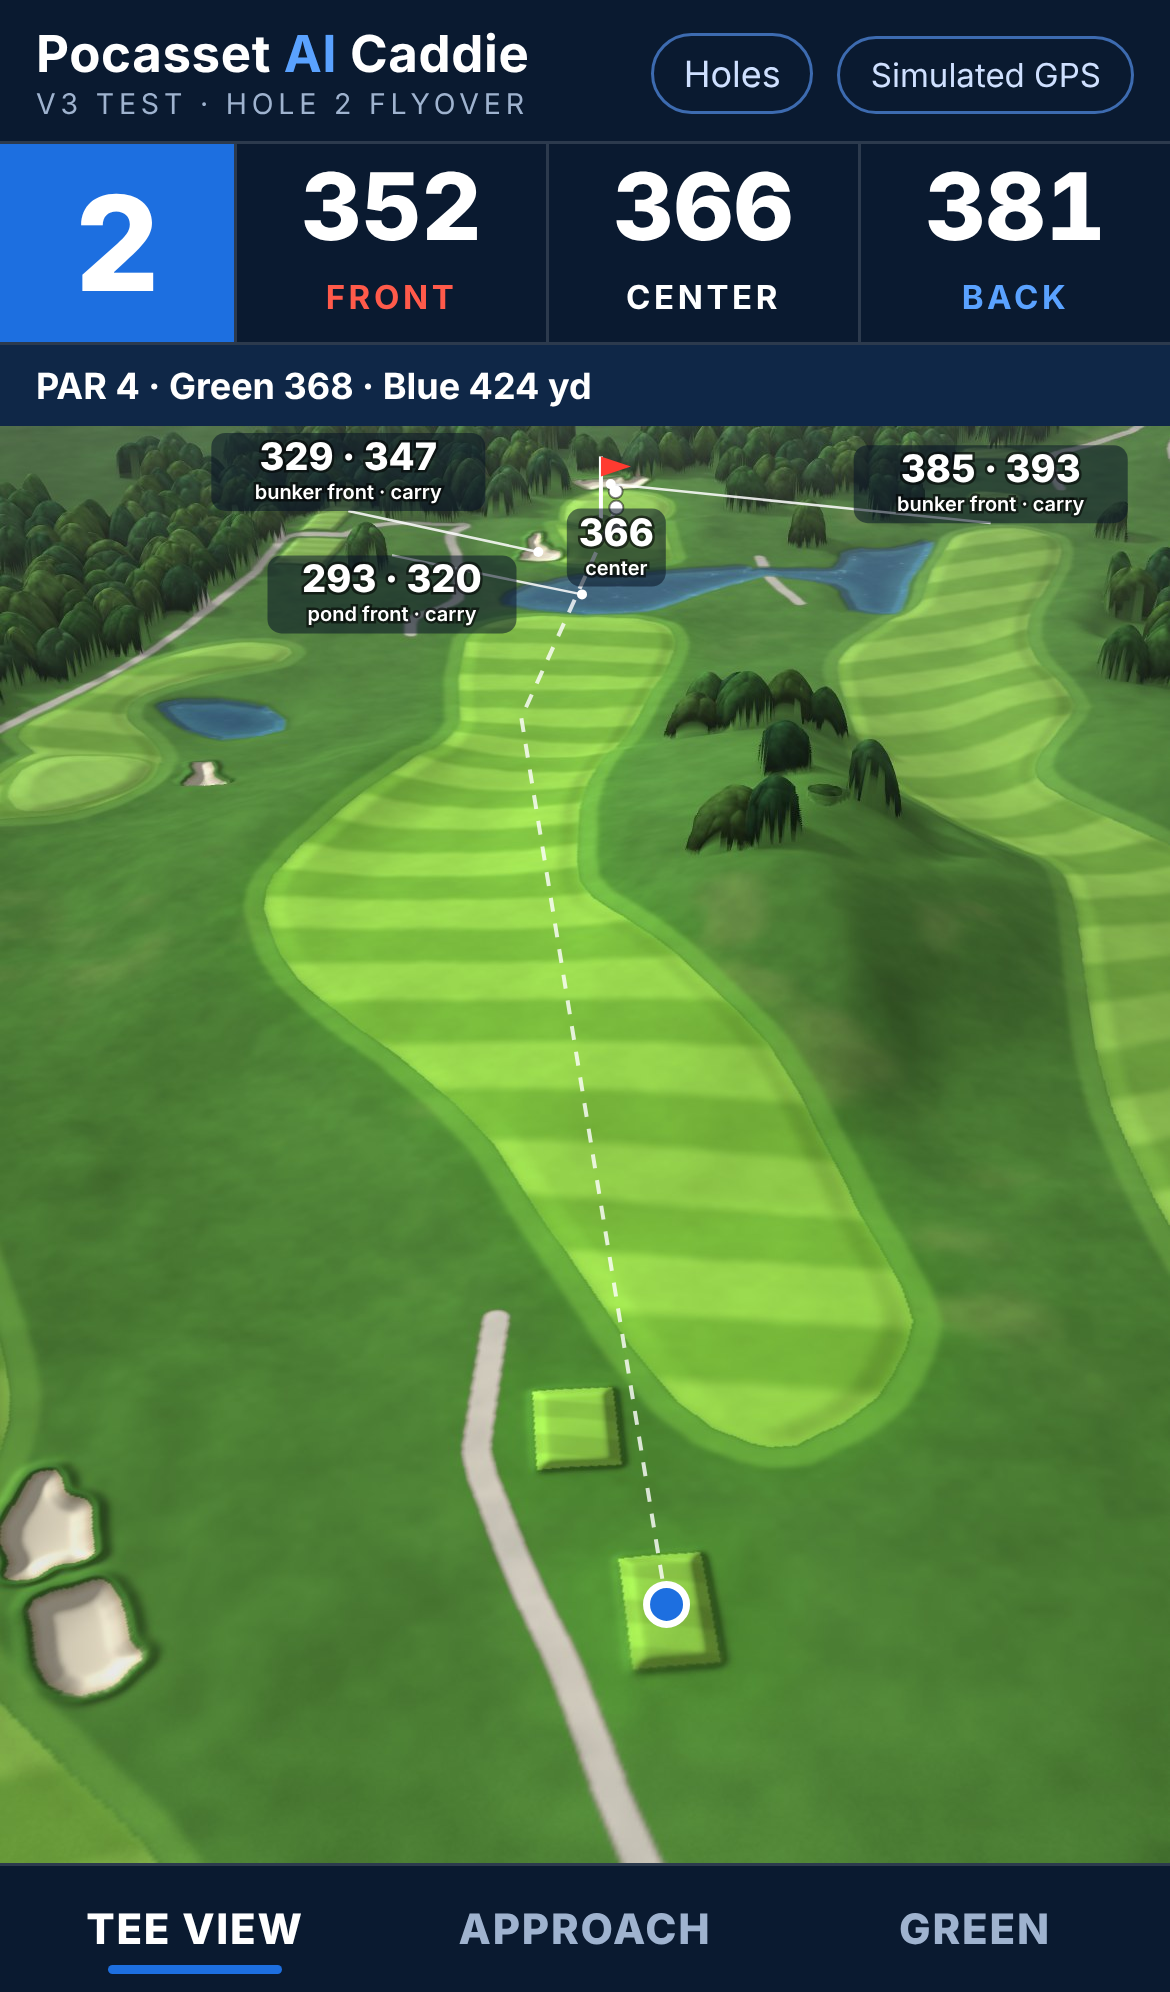 Pocasset AI Caddie
V3 TEST · HOLE 2 FLYOVER
Holes
Simulated GPS
2
352
FRONT
366
CENTER
381
BACK
PAR 4 · Green 368 · Blue 424 yd
329 · 347
bunker front · carry
385 · 393
bunker front · carry
366
center
293 · 320
pond front · carry
TEE VIEW
APPROACH
GREEN